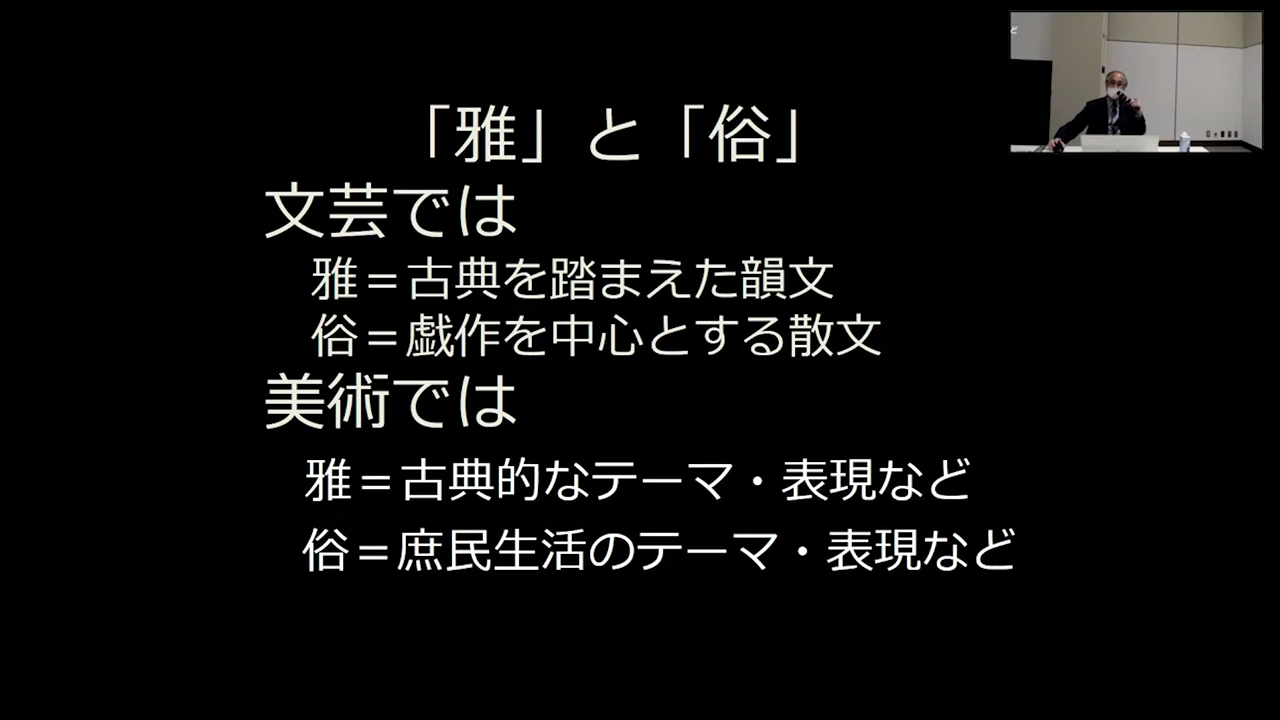 「雅」と「俗」
文芸では
雅＝古典を踏まえた韻文
俗＝戯作を中心とする散文
美術では
雅＝古典的なテーマ・表現など
俗＝庶民生活のテーマ・表現など
ど